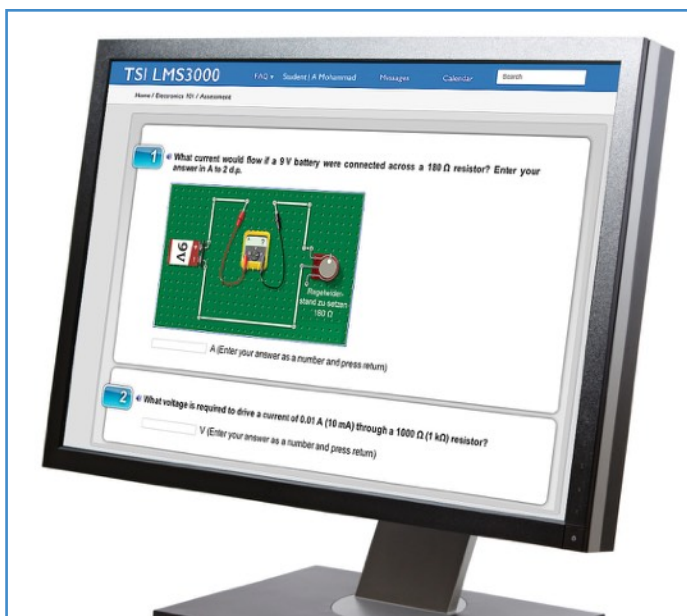 TSI LMS3000
FAQ Student | A Mohammad Messages Calendar Search
Home / Electronics 101 / Assessment
1
What current would flow if a 9 V battery were connected across a 180 Ω resistor? Enter your
answer in A to 2 d.p.
9V
Regelwider-
stand zu setzen
180 Ω
A (Enter your answer as a number and press return)
2
What voltage is required to drive a current of 0.01 A (10 mA) through a 1000 Ω (1 kΩ) resistor?
V (Enter your answer as a number and press return)